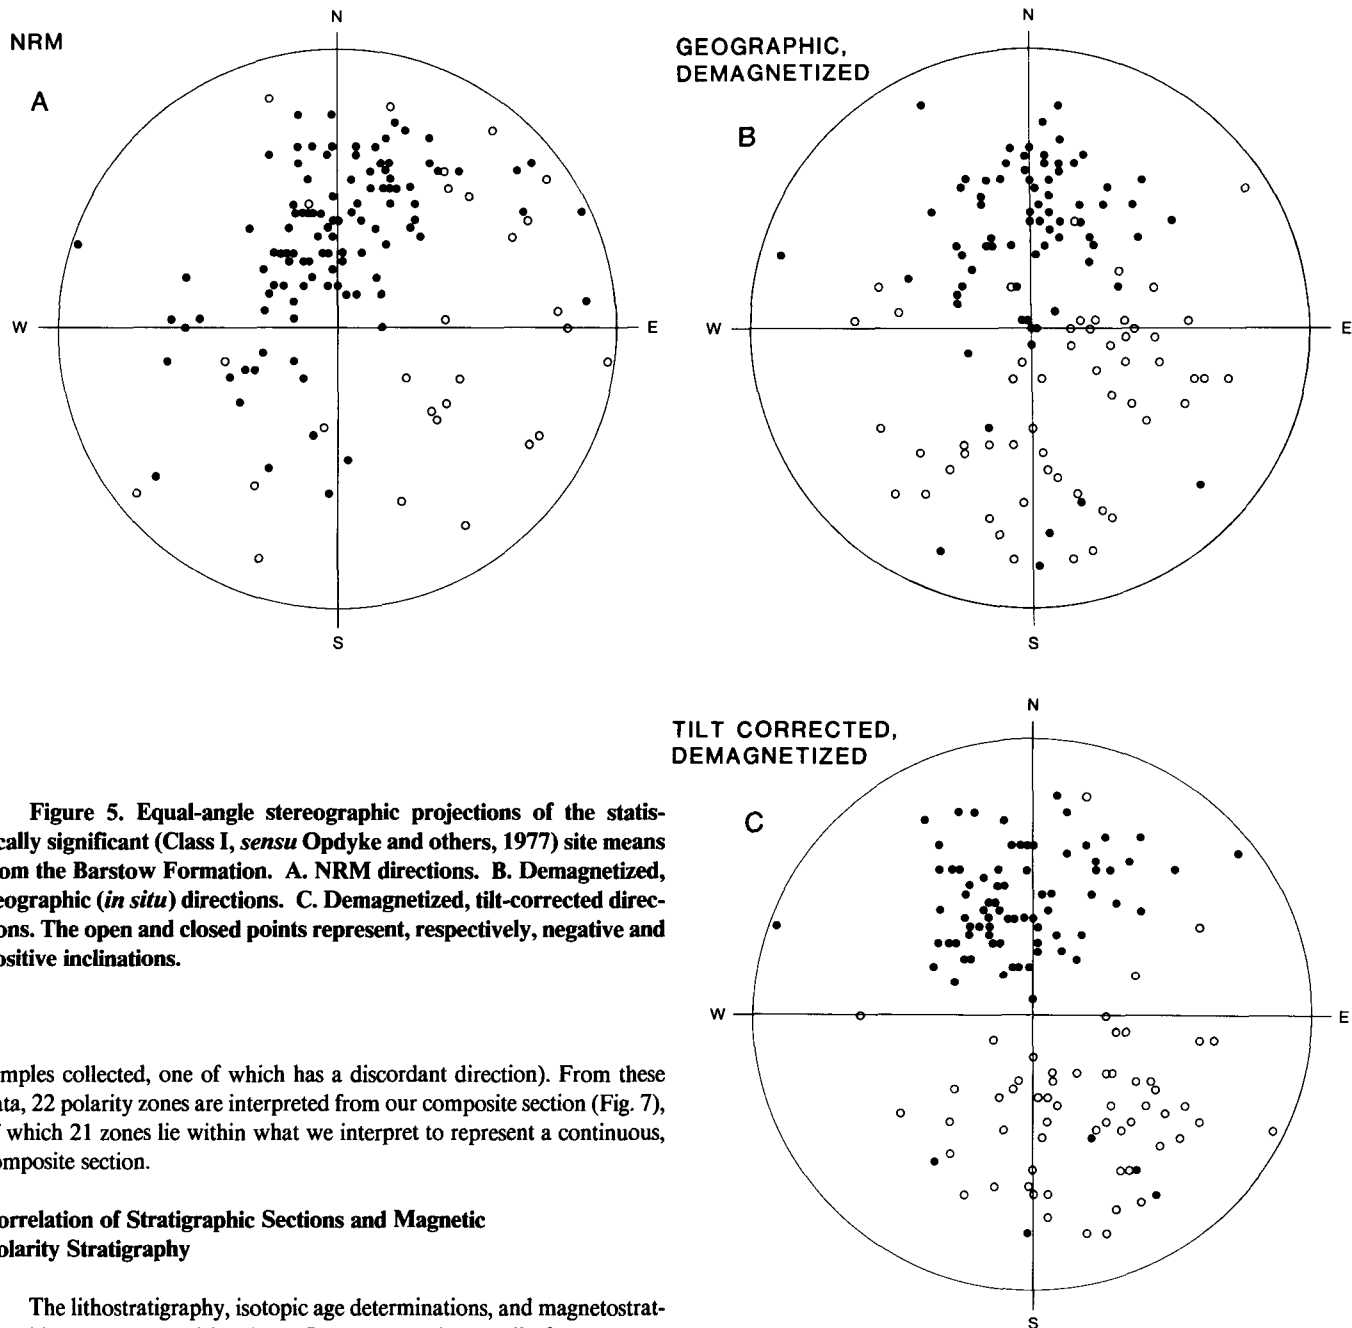 NRM
A
N
W
E
S
GEOGRAPHIC,
DEMAGNETIZED
B
N
W
E
S
TILT CORRECTED,
DEMAGNETIZED
C
N
W
E
S
Figure 5. Equal-angle stereographic projections of the statis-
ically significant (Class I, sensu Opdyke and others, 1977) site means
om the Barstow Formation. A. NRM directions. B. Demagnetized,
eographic (in situ) directions. C. Demagnetized, tilt-corrected direc-
ons. The open and closed points represent, respectively, negative and
ositive inclinations.
mples collected, one of which has a discordant direction). From these
ata, 22 polarity zones are interpreted from our composite section (Fig. 7),
f which 21 zones lie within what we interpret to represent a continuous,
omposite section.
orrelation of Stratigraphic Sections and Magnetic
olarity Stratigraphy
The lithostratigraphy, isotopic age determinations, and magnetostrat-